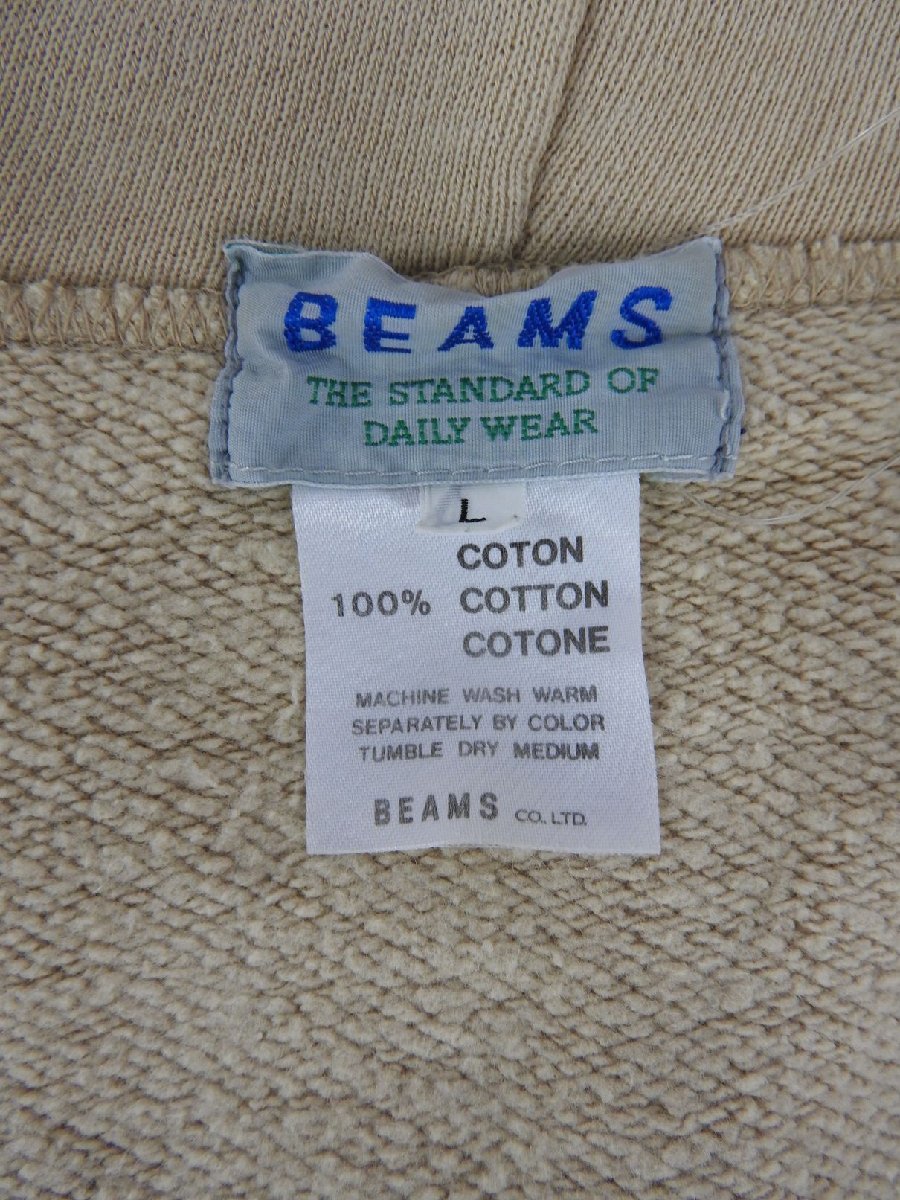 BEAMS
THE STANDARD OF
DAILY WEAR
L
COTON
100% COTTON
COTONE
MACHINE WASH WARM
SEPARATELY BY COLOR
TUMBLE DRY MEDIUM
BEAMS CO. LTD.